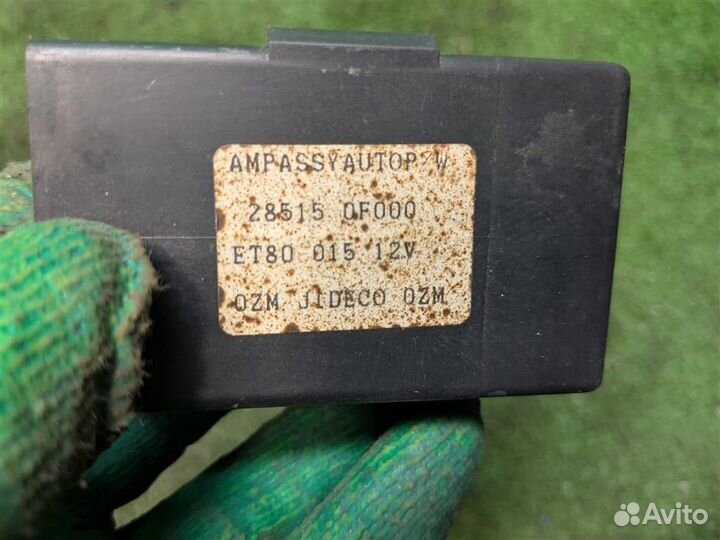 AMPASSYAUTOP/W
28515 0F000
ET80 015 12V
0ZM JIDECO 0ZM
Avito